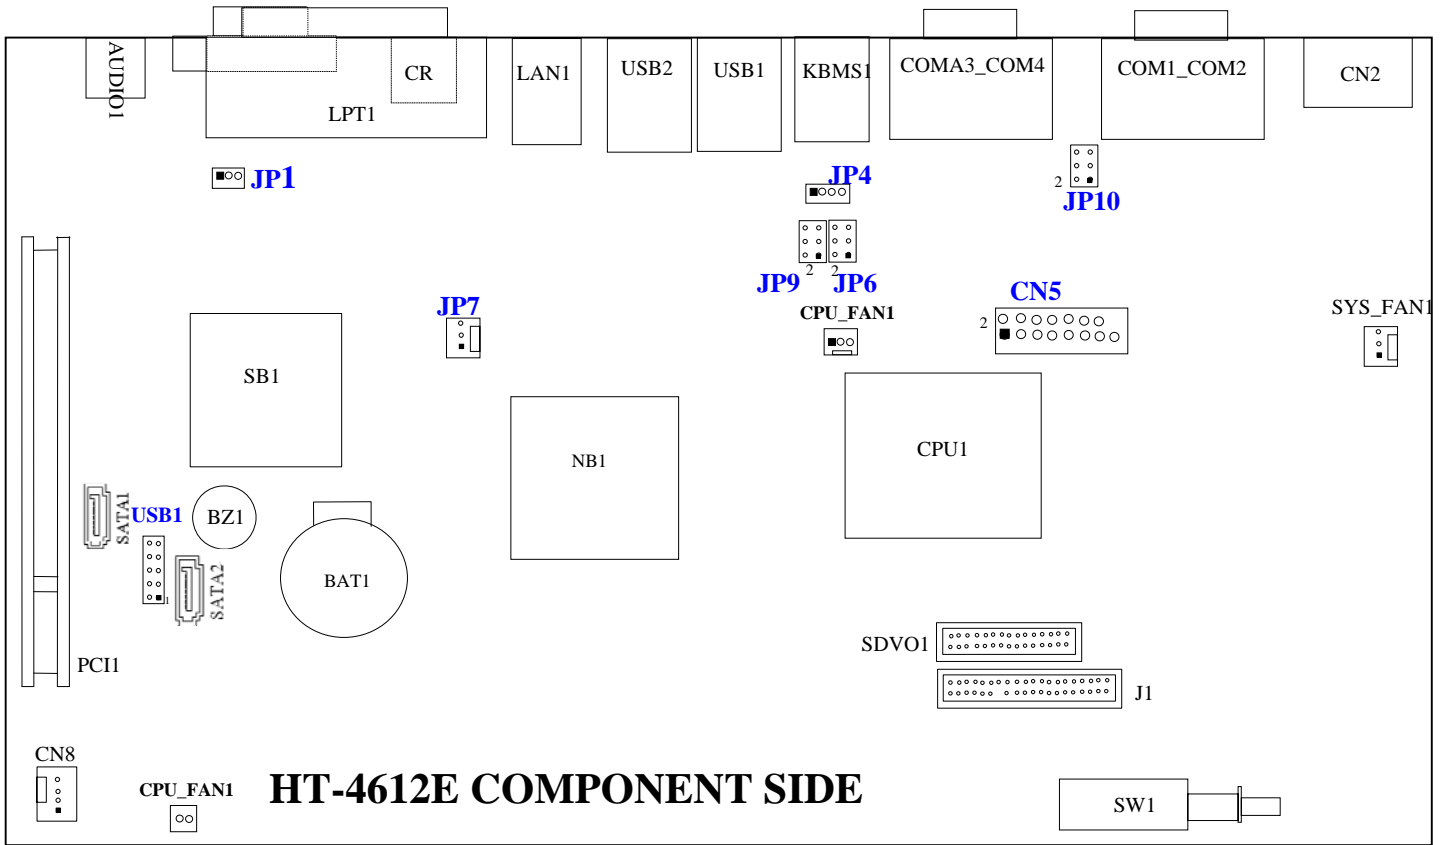 AUDIO1
CR
LPT1
LAN1
USB2
USB1
KBMS1
COMA3_COM4
COM1_COM2
CN2
JP1
JP4
2
JP10
JP9
2
2
JP6
CN5
2
JP7
CPU_FAN1
SYS_FAN1
SB1
NB1
CPU1
SATA1
USB1
1
BZ1
SATA2
BAT1
SDVO1
PCI1
J1
CN8
CPU_FAN1
HT-4612E COMPONENT SIDE
SW1